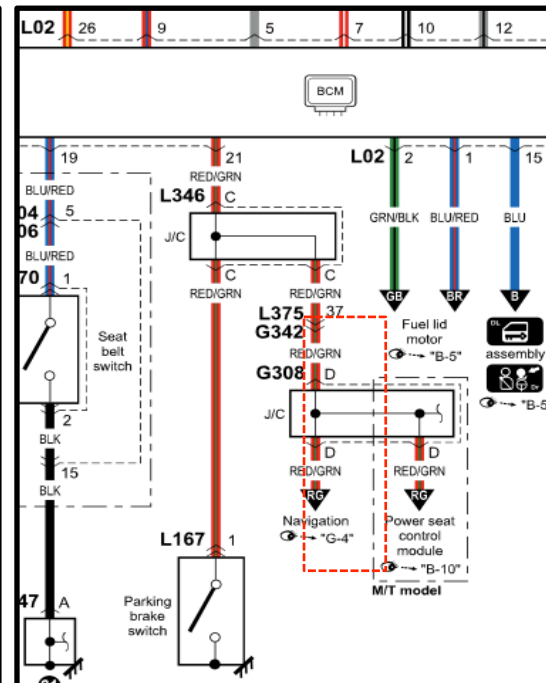 L02 26 9 5 7 10 12
BCM
19 21 L02 2 1 15
BLU/RED RED/GRN
L346 C
04 5 GRN/BLK BLU/RED BLU
06 J/C
BLU/RED
70 1 C C
RED/GRN RED/GRN GB BR B
L375 37
G342 Fuel lid
motor
"B-5"
DL
assembly
Seat
belt
switch
RED/GRN
G308 D
"B-5
2 J/C
BLK D D
15 RED/GRN RED/GRN
BLK RG RG
Navigation
"G-4"
Power seat
control
module
"B-10"
L167 1
M/T model
47 A
Parking
brake
switch